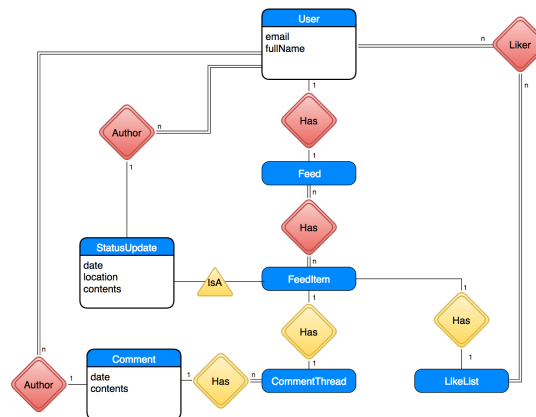 User
email
fullName
n
Liker
n
n
n
1
1
Has
Author
n
1
1
Feed
n
Has
StatusUpdate
date
location
contents
n
IsA
FeedItem
1
1
Has
Has
1
1
n
Comment
date
contents
Author
1
1
Has
n
CommentThread
LikeList